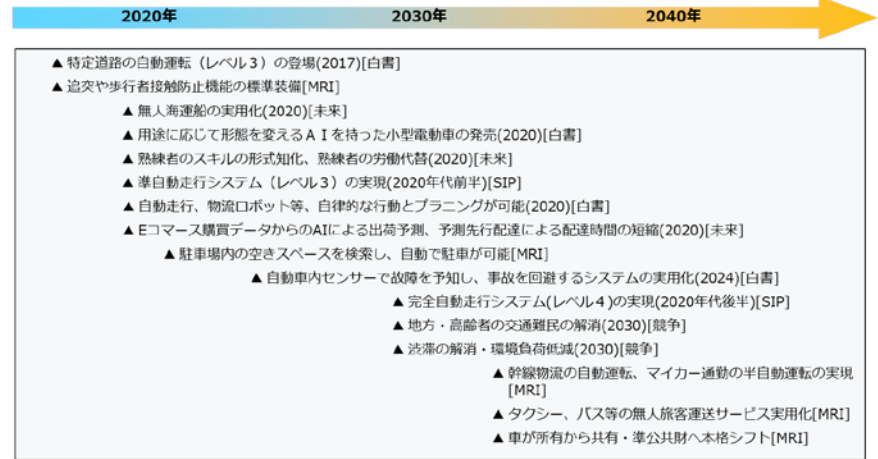 2020年 2030年 2040年
▲ 特定道路の自動運転（レベル３）の登場(2017)[白書]
▲ 追突や歩行者接触防止機能の標準装備[MRI]
▲ 無人海運船の実用化(2020)[未来]
▲ 用途に応じて形態を変えるＡＩを持った小型電動車の発売(2020)[白書]
▲ 熟練者のスキルの形式知化、熟練者の労働代替(2020)[未来]
▲ 準自動走行システム（レベル３）の実現(2020年代前半)[SIP]
▲ 自動走行、物流ロボット等、自律的な行動とプラニングが可能(2020)[白書]
▲ Eコマース購買データからのAIによる出荷予測、予測先行配達による配達時間の短縮(2020)[未来]
▲ 駐車場内の空きスペースを検索し、自動で駐車が可能[MRI]
▲ 自動車内センサーで故障を予知し、事故を回避するシステムの実用化(2024)[白書]
▲ 完全自動走行システム(レベル４)の実現(2020年代後半)[SIP]
▲ 地方・高齢者の交通難民の解消(2030)[競争]
▲ 渋滞の解消・環境負荷低減(2030)[競争]
▲ 幹線物流の自動運転、マイカー通勤の半自動運転の実現
[MRI]
▲ タクシー、バス等の無人旅客運送サービス実用化[MRI]
▲ 車が所有から共有・準公共財へ本格シフト[MRI]